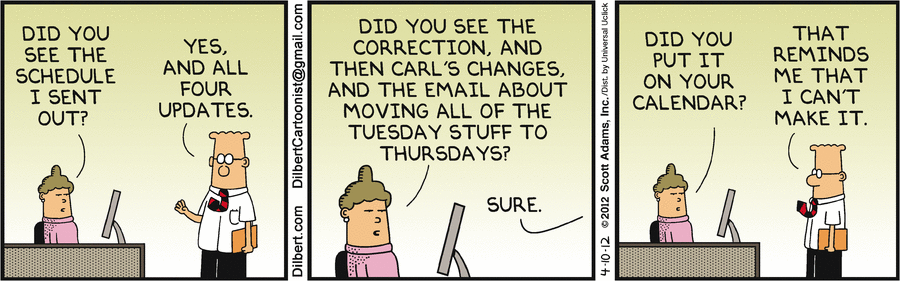 DID YOU
SEE THE
SCHEDULE
I SENT
OUT?
YES,
AND ALL
FOUR
UPDATES.
DilbertCartoonist@gmail.com
Dilbert.com
DID YOU SEE THE
CORRECTION, AND
THEN CARL'S CHANGES,
AND THE EMAIL ABOUT
MOVING ALL OF THE
TUESDAY STUFF TO
THURSDAYS?
SURE.
4-10-12 ©2012 Scott Adams, Inc. /Dist. by Universal Uclick
DID YOU
PUT IT
ON YOUR
CALENDAR?
THAT
REMINDS
ME THAT
I CAN'T
MAKE IT.